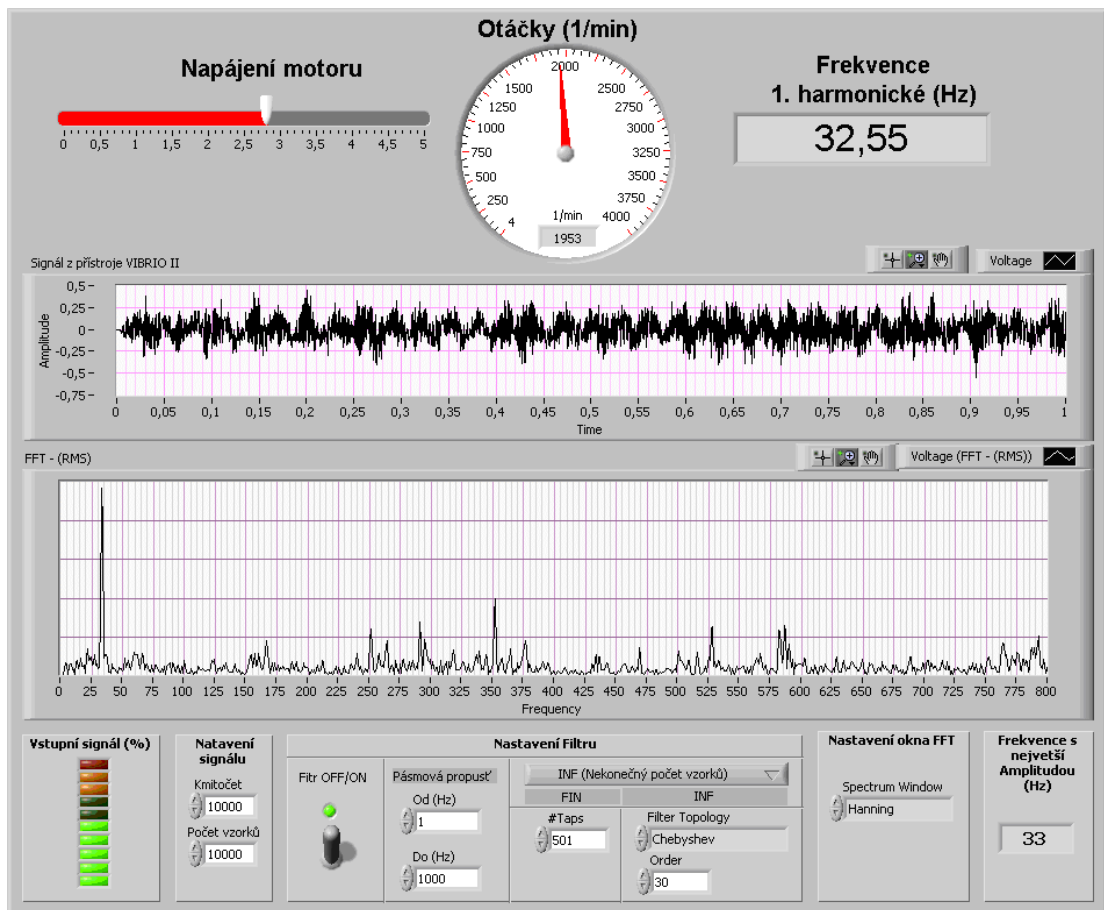 Otáčky (1/min)
Napájení motoru
Frekvence
1. harmonické (Hz)
32,55
0 0,5 1 1,5 2 2,5 3 3,5 4 4,5 5
4
250
500
750
1000
1250
1500
2000
2500
2750
3000
3250
3500
3750
4000
1/min
1953
Signál z přístroje VIBRIO II
Voltage
Amplitude
0,5
0,25
0
-0,25
-0,5
-0,75
0 0,05 0,1 0,15 0,2 0,25 0,3 0,35 0,4 0,45 0,5 0,55 0,6 0,65 0,7 0,75 0,8 0,85 0,9 0,95 1
Time
FFT - (RMS)
Voltage (FFT - (RMS))
0 25 50 75 100 125 150 175 200 225 250 275 300 325 350 375 400 425 450 475 500 525 550 575 600 625 650 675 700 725 750 775 800
Frequency
Vstupní signál (%)
Natavení
signálu
Kmitočet
10000
Počet vzorků
10000
Nastavení Filtru
Fitr OFF/ON
Pásmová propusť
Od (Hz)
1
Do (Hz)
1000
INF (Nekonečný počet vzorků)
FIN INF
#Taps
501
Filter Topology
Chebyshev
Order
30
Nastavení okna FFT
Spectrum Window
Hanning
Frekvence s
nejvetší
Amplitudou
(Hz)
33